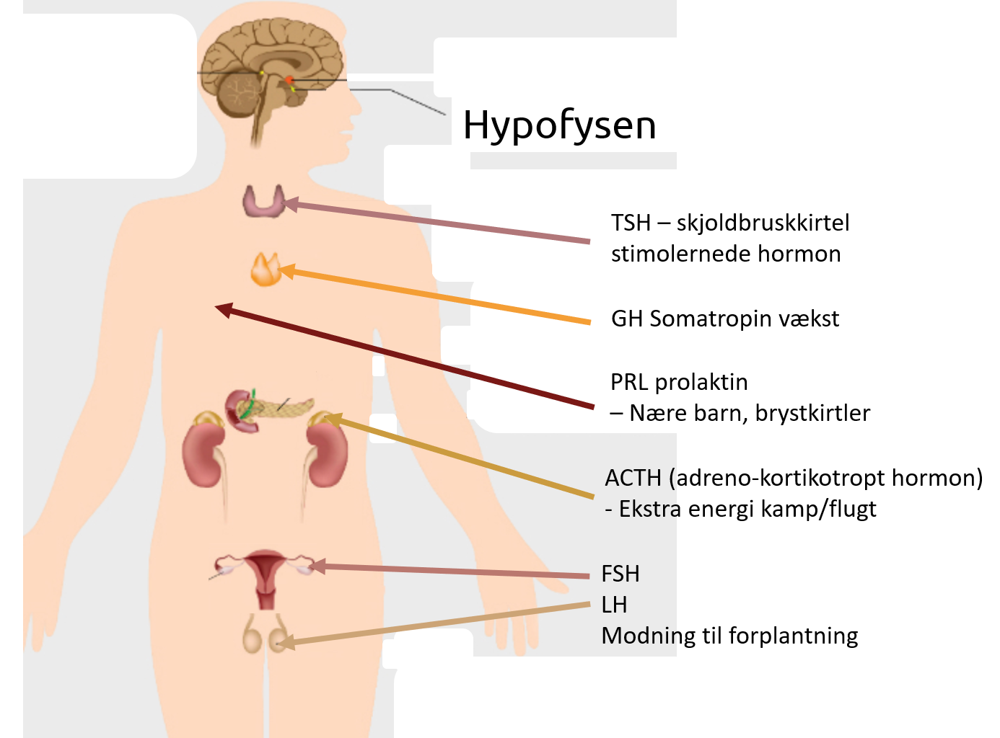 Hypofysen
TSH – skjoldbruskkirtel
stimolernede hormon
GH Somatropin vækst
PRL prolaktin
– Nære barn, brystkirtler
ACTH (adreno-kortikotropt hormon)
- Ekstra energi kamp/flugt
FSH
LH
Modning til forplantning